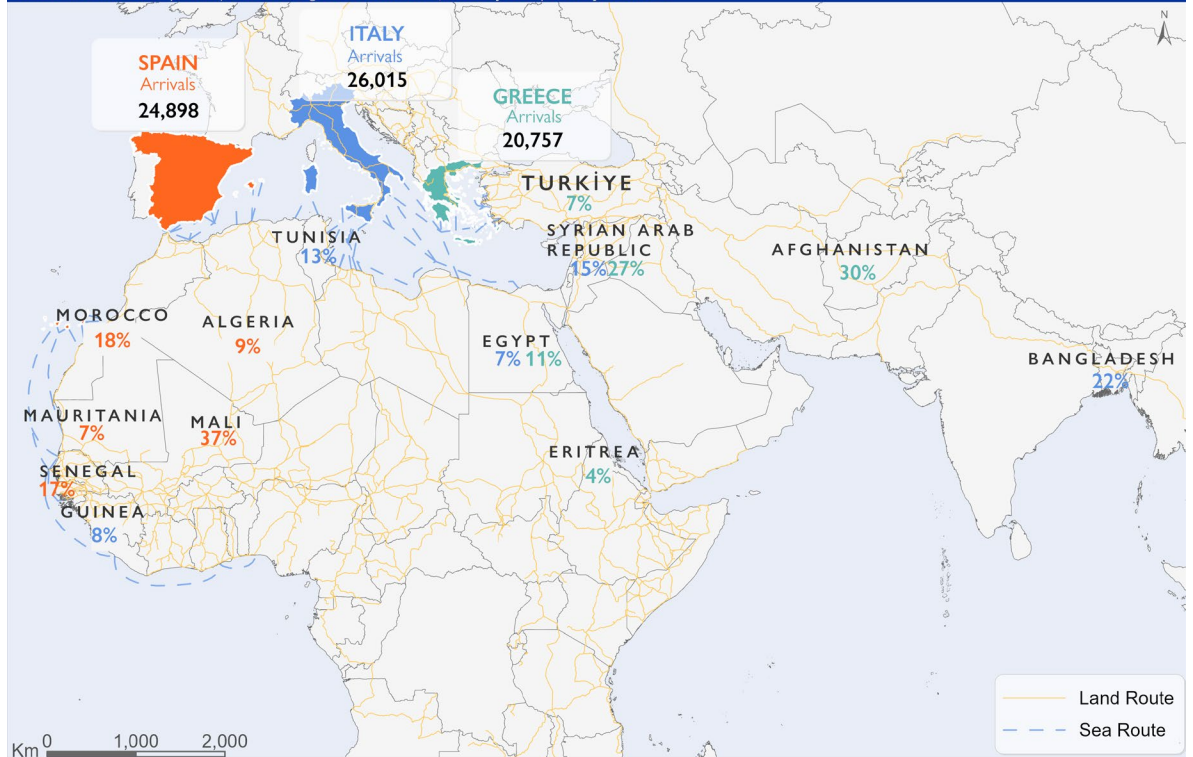 SPAIN
Arrivals
24,898
ITALY
Arrivals
26,015
GREECE
Arrivals
20,757
N
TURKİYE
7%
TUNISIA
13%
SYRIAN ARAB
REPUBLIC
15% 27%
AFGHANISTAN
30%
MOROCCO
18%
ALGERIA
9%
EGYPT
7% 11%
BANGLADESH
22%
MAURITANIA
7%
MALI
37%
ERITREA
4%
SENEGAL
17%
GUINEA
8%
Land Route
Sea Route
Km 0 1,000 2,000